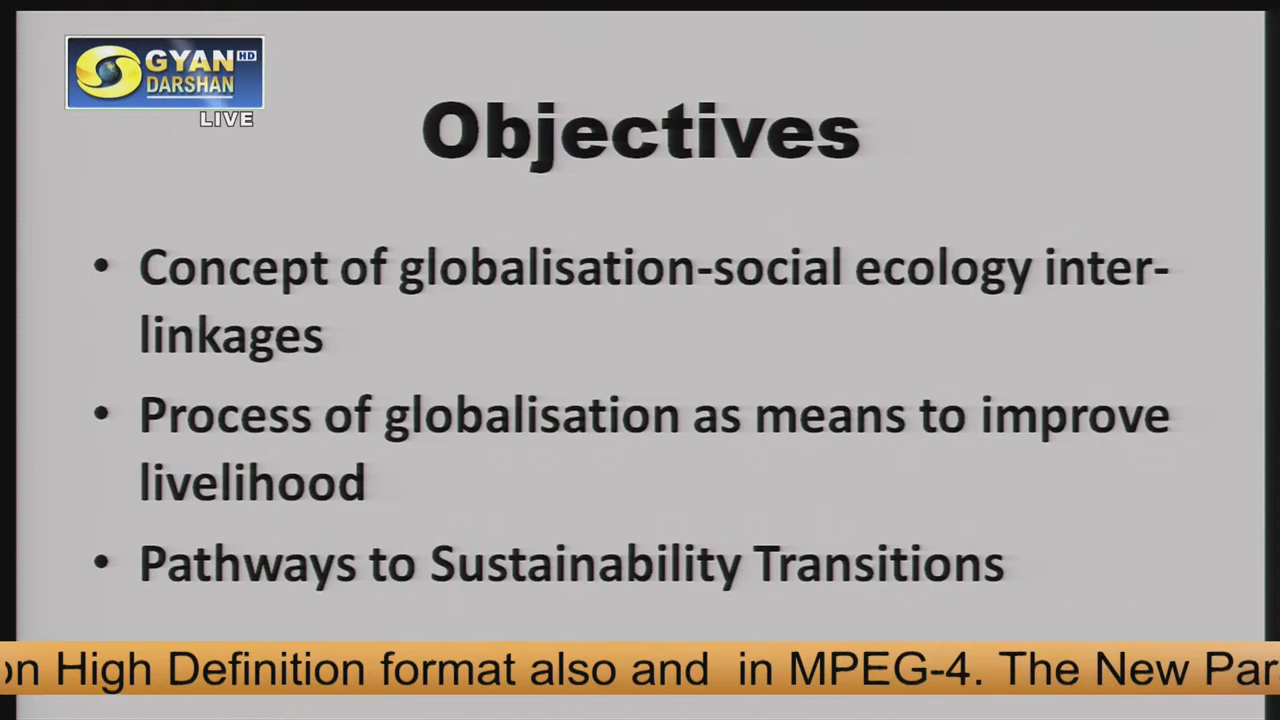 GYAN HD
DARSHAN
LIVE
Objectives
• Concept of globalisation-social ecology inter-
linkages
• Process of globalisation as means to improve
livelihood
• Pathways to Sustainability Transitions
on High Definition format also and in MPEG-4. The New Par